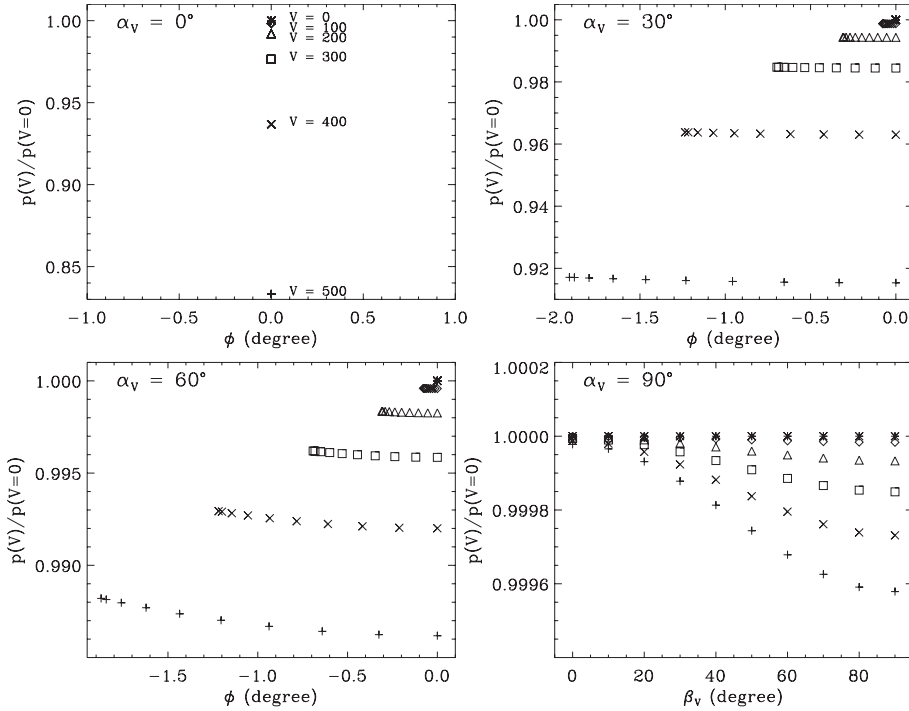 α_V = 0°
V = 0
V = 100
V = 200
V = 300
V = 400
V = 500
1.00
0.95
0.90
0.85
p(V)/p(V=0)
-1.0 -0.5 0.0 0.5 1.0
φ (degree)
α_V = 30°
1.00
0.98
0.96
0.94
0.92
p(V)/p(V=0)
-2.0 -1.5 -1.0 -0.5 0.0
φ (degree)
α_V = 60°
1.000
0.995
0.990
p(V)/p(V=0)
-1.5 -1.0 -0.5 0.0
φ (degree)
α_V = 90°
1.0002
1.0000
0.9998
0.9996
p(V)/p(V=0)
0 20 40 60 80
β_V (degree)